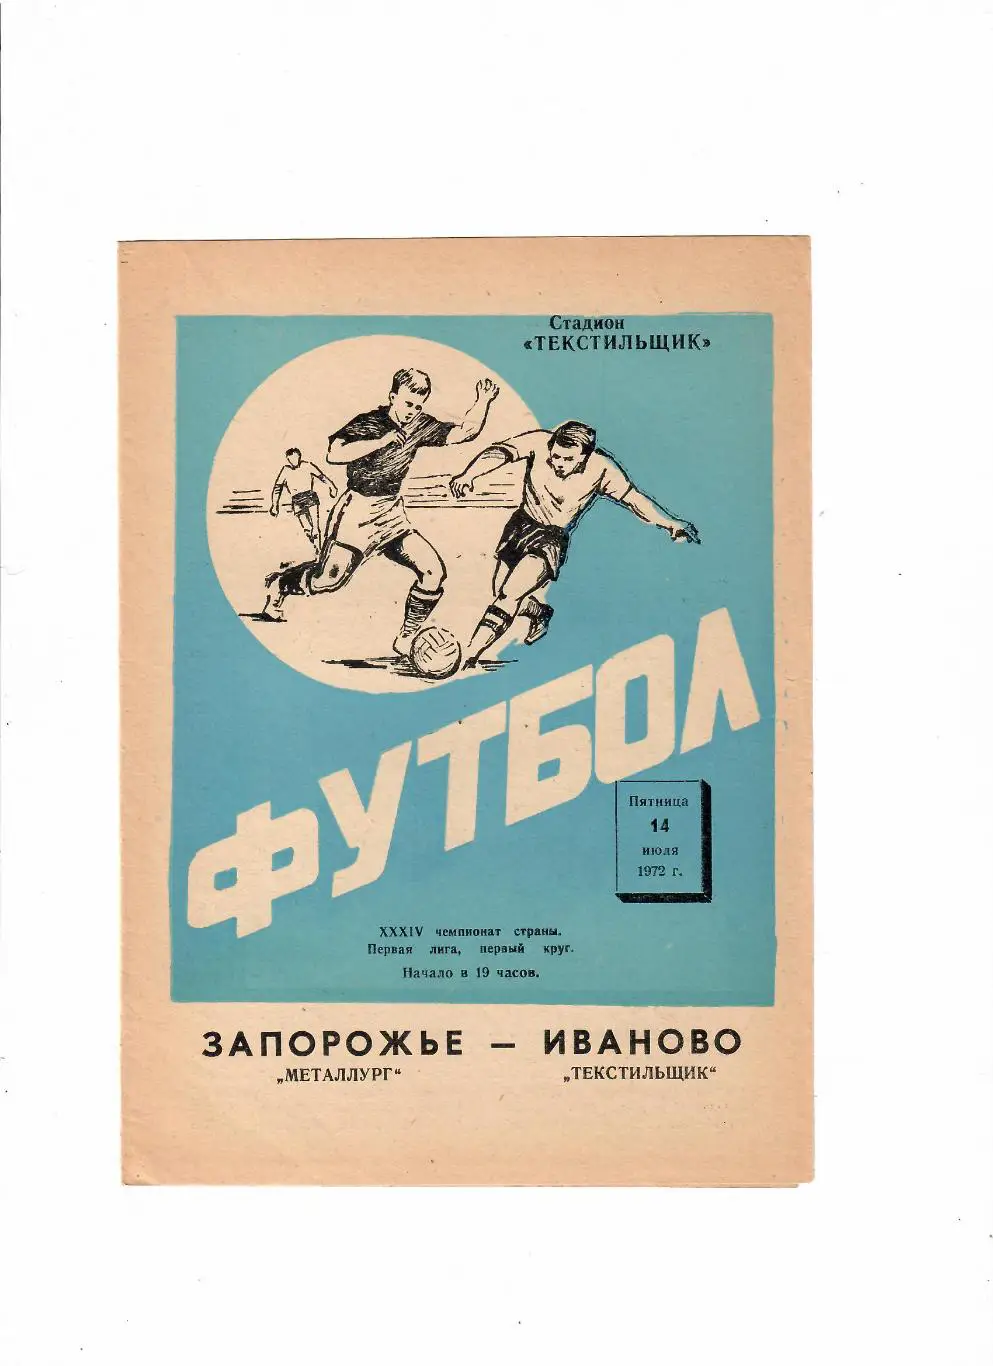 Стадион
«ТЕКСТИЛЬЩИК»
ФУТБОЛ
Пятница
14
июля
1972 г.
XXXIV чемпионат страны.
Первая лига, первый круг.
Начало в 19 часов.
ЗАПОРОЖЬЕ — ИВАНОВО
„МЕТАЛЛУРГ“ „ТЕКСТИЛЬЩИК“